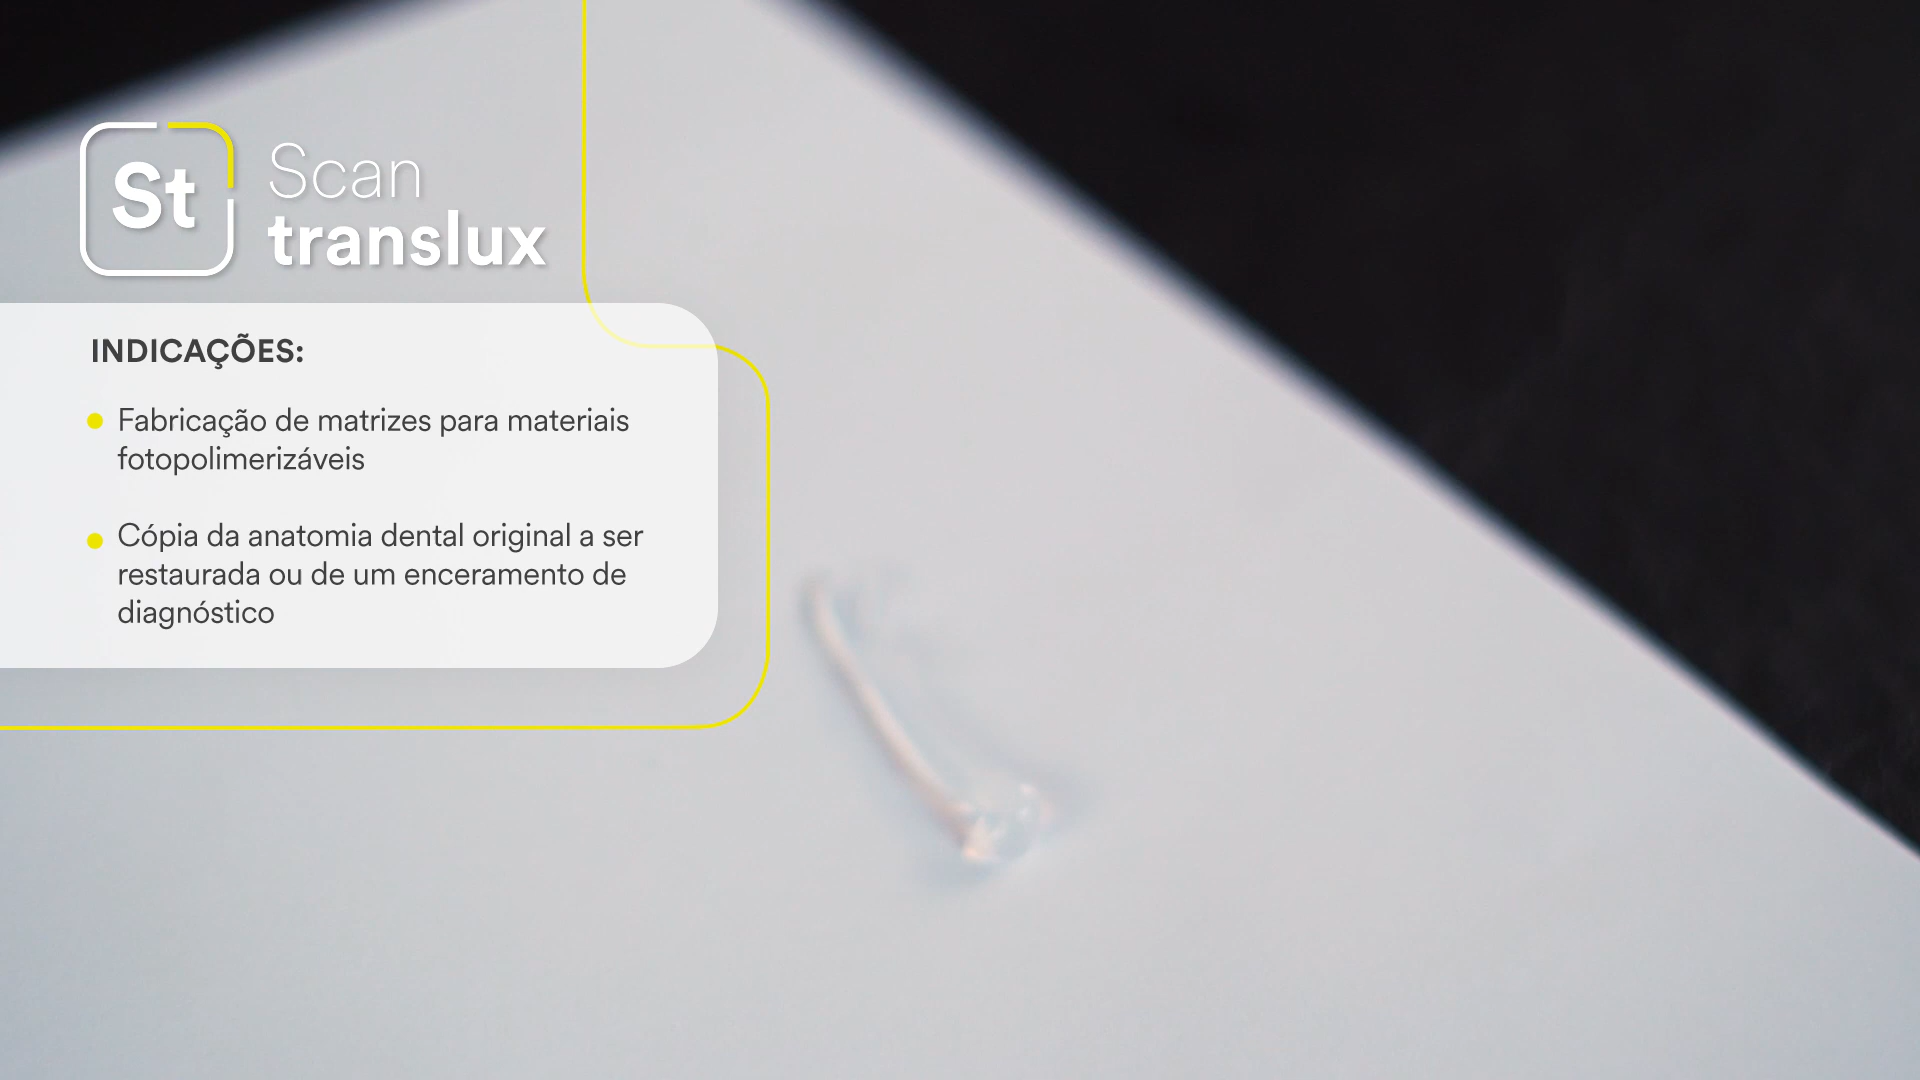 St
Scan
translux
INDICAÇÕES:
Fabricação de matrizes para materiais
fotopolimerizáveis
Cópia da anatomia dental original a ser
restaurada ou de um enceramento de
diagnóstico